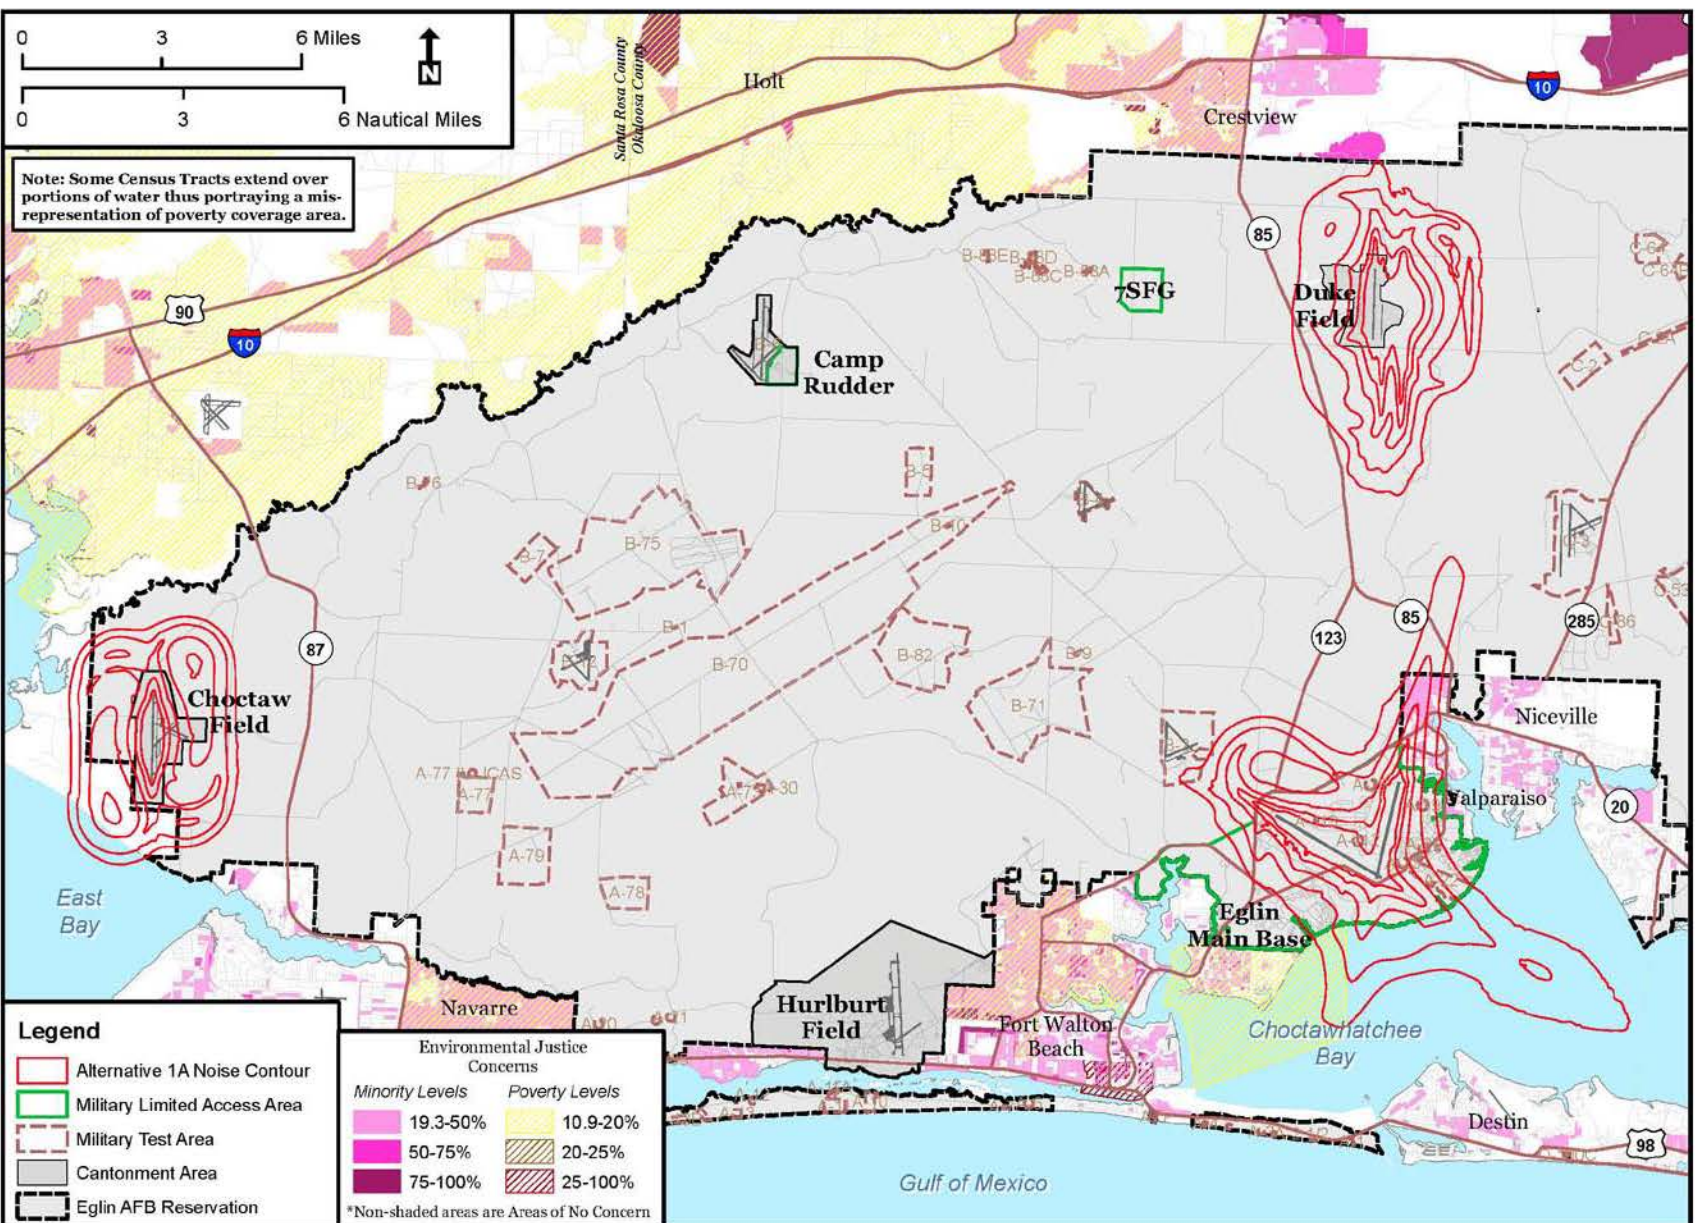 0 3 6 Miles
N
0 3 6 Nautical Miles
Note: Some Census Tracts extend over
portions of water thus portraying a mis-
representation of poverty coverage area.
Santa Rosa County
Okaloosa County
Holt
Crestview
10
85
90
10
B-83A
7SFG
Duke
Field
Camp
Rudder
C-2
B-5
B-10
B-75
B-7
B-1
B-70
B-82
B-9
B-71
87
123
85
285
Choctaw
Field
Niceville
Valparaiso
20
A-77
A-77
A-79
A-78
East
Bay
Eglin
Main Base
Hurlburt
Field
Navarre
Fort Walton
Beach
Choctawhatchee
Bay
Destin
98
Gulf of Mexico
Legend
Alternative 1A Noise Contour
Military Limited Access Area
Military Test Area
Cantonment Area
Eglin AFB Reservation
Environmental Justice
Concerns
Minority Levels Poverty Levels
19.3-50% 10.9-20%
50-75% 20-25%
75-100% 25-100%
*Non-shaded areas are Areas of No Concern